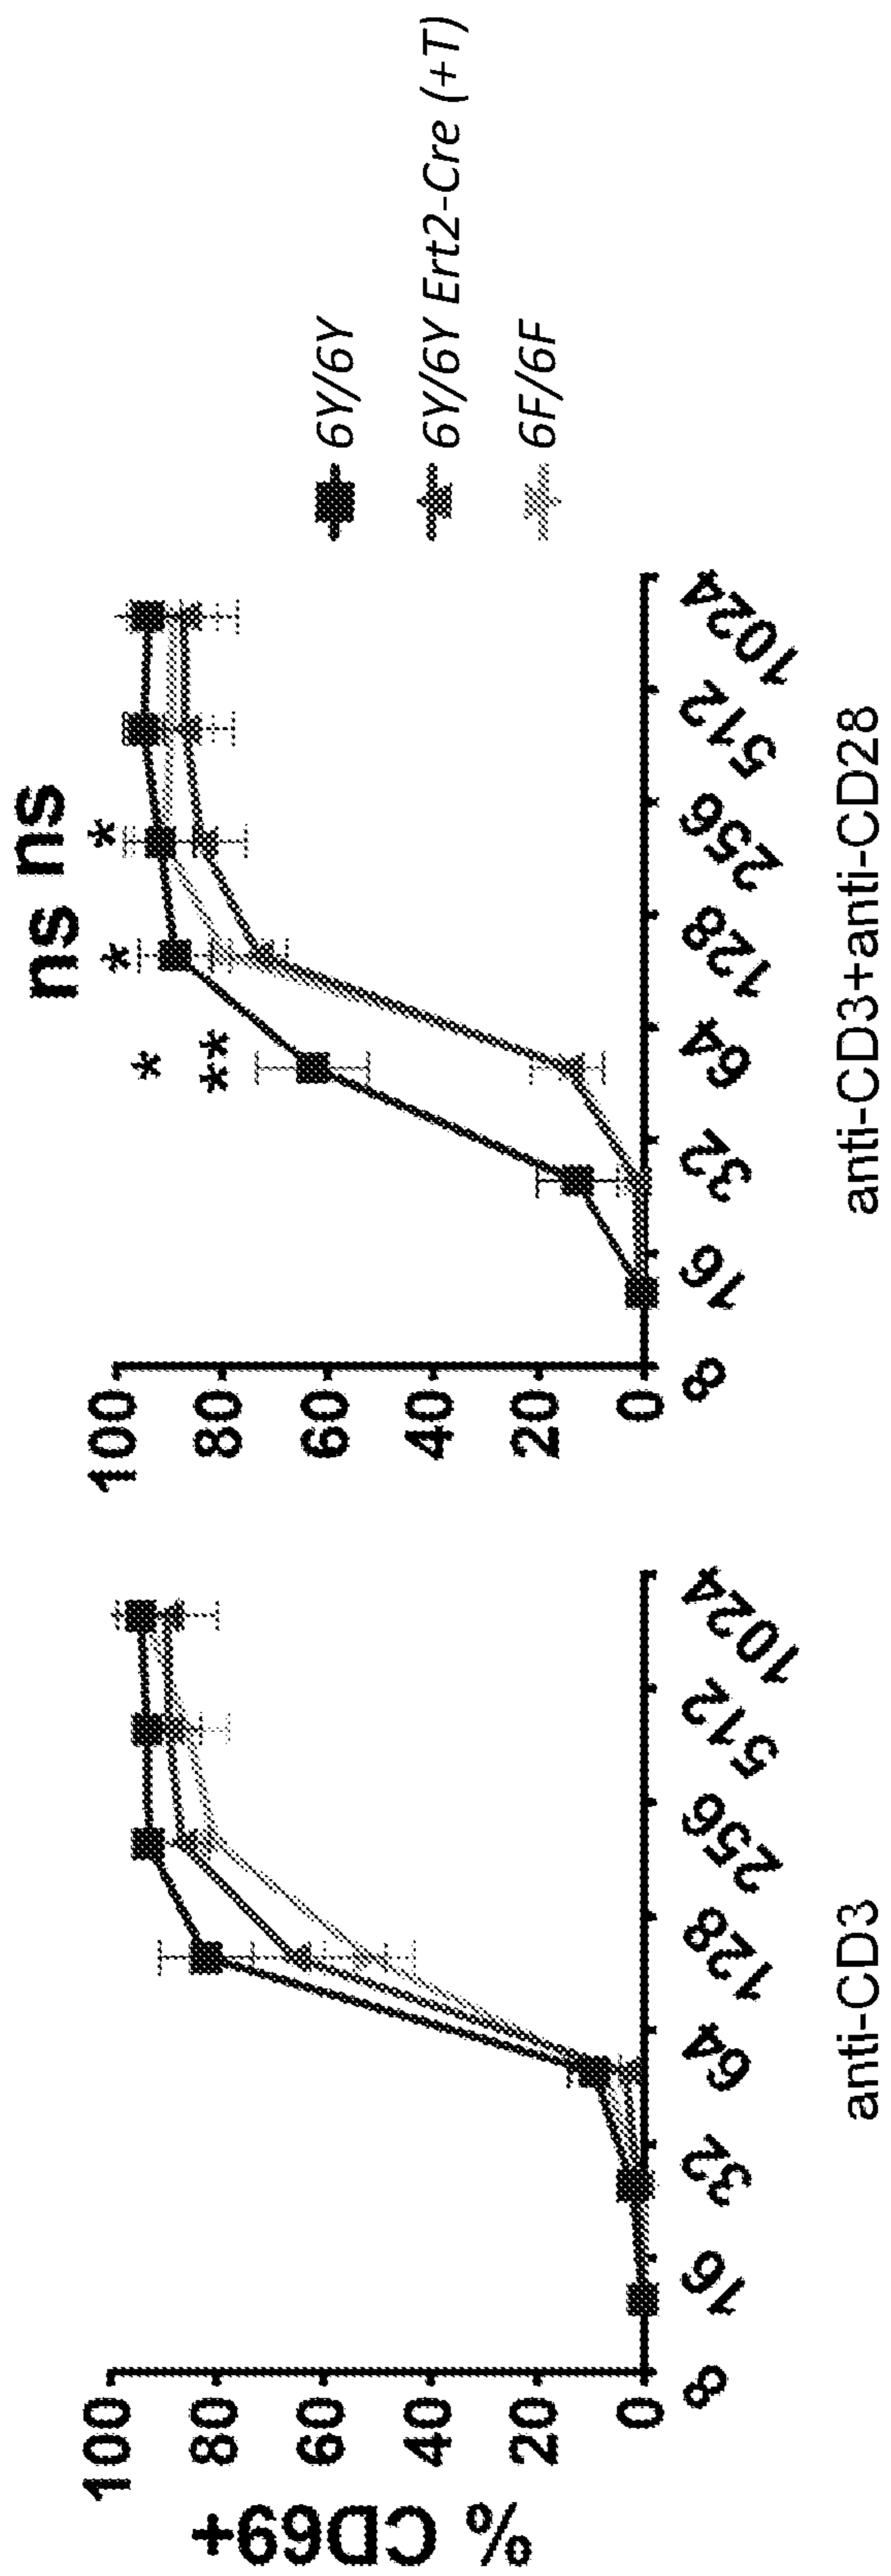 % CD69+
100
80
60
40
20
0
8 16 32 64 128 256 512 1024
anti-CD3
ns ns
* *
*
**
100
80
60
40
20
0
8 16 32 64 128 256 512 1024
anti-CD3+anti-CD28
6Y/6Y
6Y/6Y Ert2-Cre (+T)
6F/6F